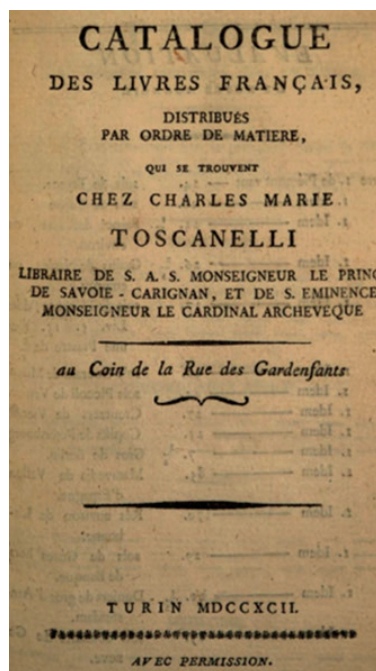 CATALOGUE
DES LIVRES FRANÇAIS,
DISTRIBUÉS
PAR ORDRE DE MATIERE,
QUI SE TROUVENT
CHEZ CHARLES MARIE
TOSCANELLI
LIBRAIRE DE S. A. S. MONSEIGNEUR LE PRINC
DE SAVOIE - CARIGNAN, ET DE S. EMINENCE
MONSEIGNEUR LE CARDINAL ARCHEVEQUE
au Coin de la Rue des Gardenfants
TURIN MDCCXCII.
AVEC PERMISSION.